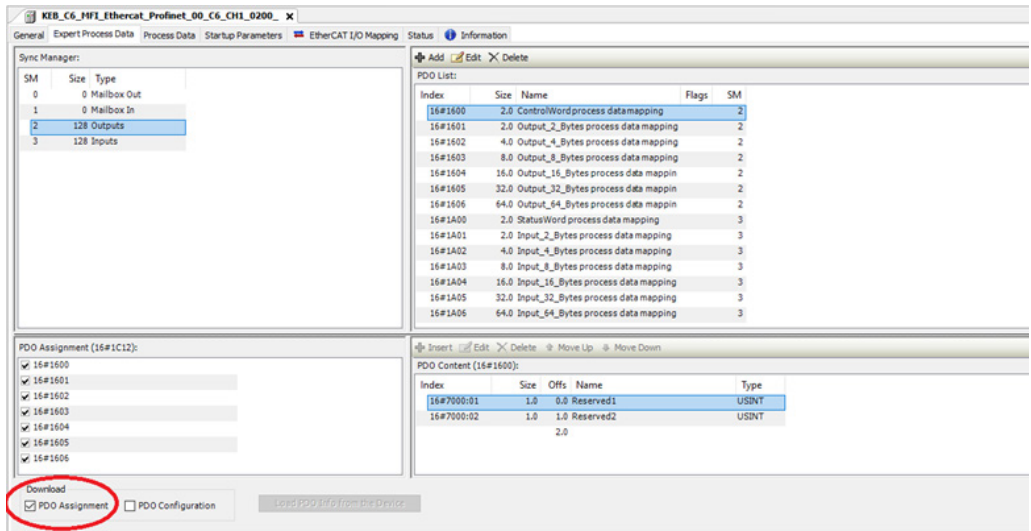 KEB_C6_MFI_Ethercat_Profinet_00_C6_CH1_0200_ X
General Expert Process Data Process Data Startup Parameters EtherCAT I/O Mapping Status Information
Sync Manager:
SM Size Type
0 0 Mailbox Out
1 0 Mailbox In
2 128 Outputs
3 128 Inputs
Add Edit Delete
PDO List:
Index Size Name Flags SM
16#1600 2.0 ControlWord process data mapping 2
16#1601 2.0 Output_2_Bytes process data mapping 2
16#1602 4.0 Output_4_Bytes process data mapping 2
16#1603 8.0 Output_8_Bytes process data mapping 2
16#1604 16.0 Output_16_Bytes process data mappin 2
16#1605 32.0 Output_32_Bytes process data mappin 2
16#1606 64.0 Output_64_Bytes process data mappin 2
16#1A00 2.0 StatusWord process data mapping 3
16#1A01 2.0 Input_2_Bytes process data mapping 3
16#1A02 4.0 Input_4_Bytes process data mapping 3
16#1A03 8.0 Input_8_Bytes process data mapping 3
16#1A04 16.0 Input_16_Bytes process data mapping 3
16#1A05 32.0 Input_32_Bytes process data mapping 3
16#1A06 64.0 Input_64_Bytes process data mapping 3
PDO Assignment (16#1C12):
16#1600
16#1601
16#1602
16#1603
16#1604
16#1605
16#1606
Insert Edit Delete Move Up Move Down
PDO Content (16#1600):
Index Size Offs Name Type
16#7000:01 1.0 0.0 Reserved1 USINT
16#7000:02 1.0 1.0 Reserved2 USINT
2.0
Download
PDO Assignment PDO Configuration Load PDO Info from the Device